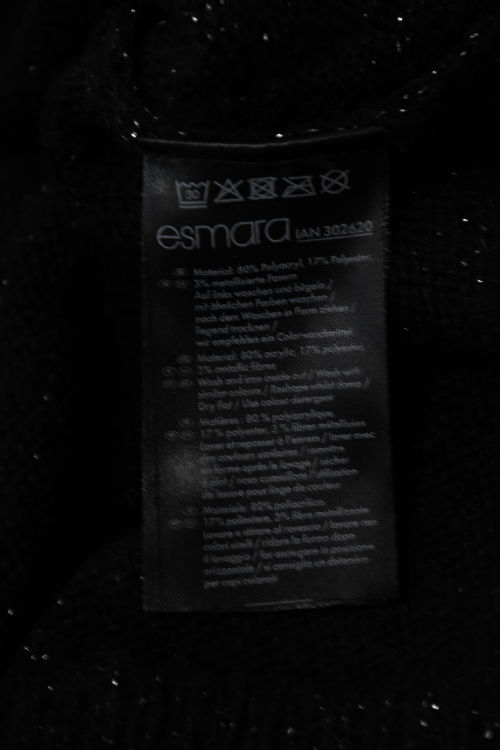 30
esmara IAN 302620
Material: 80% Polyacryl, 17% Polyester,
3% metallisierte Fasern
Auf links waschen und bügeln /
mit ähnlichen Farben waschen /
nach dem Waschen in Form ziehen /
liegend trocknen /
wir empfehlen ein Colorwaschmittel
Material: 80% acrylic, 17% polyester,
3% metallic fibres
Wash and iron inside out / Wash with
similar colours / Reshape whilst damp /
Dry flat / Use colour detergent
Matières : 80 % polyacrylique,
17 % polyester, 3 % fibres métallisées
Laver et repasser à l'envers / laver avec
des couleurs similaires / remettre
en forme après le lavage / sécher
à plat / nous conseillons l'utilisation
de lessive pour linge de couleur
Materiale: 80%
17% poliestere, 3% fibre metallizzate
Lavare e stirare al rovescio / lavare con
colori simili / ridare la forma dopo
il lavaggio / far asciugare in posizione
orizzontale / si consiglia un detersivo
per capi colorati